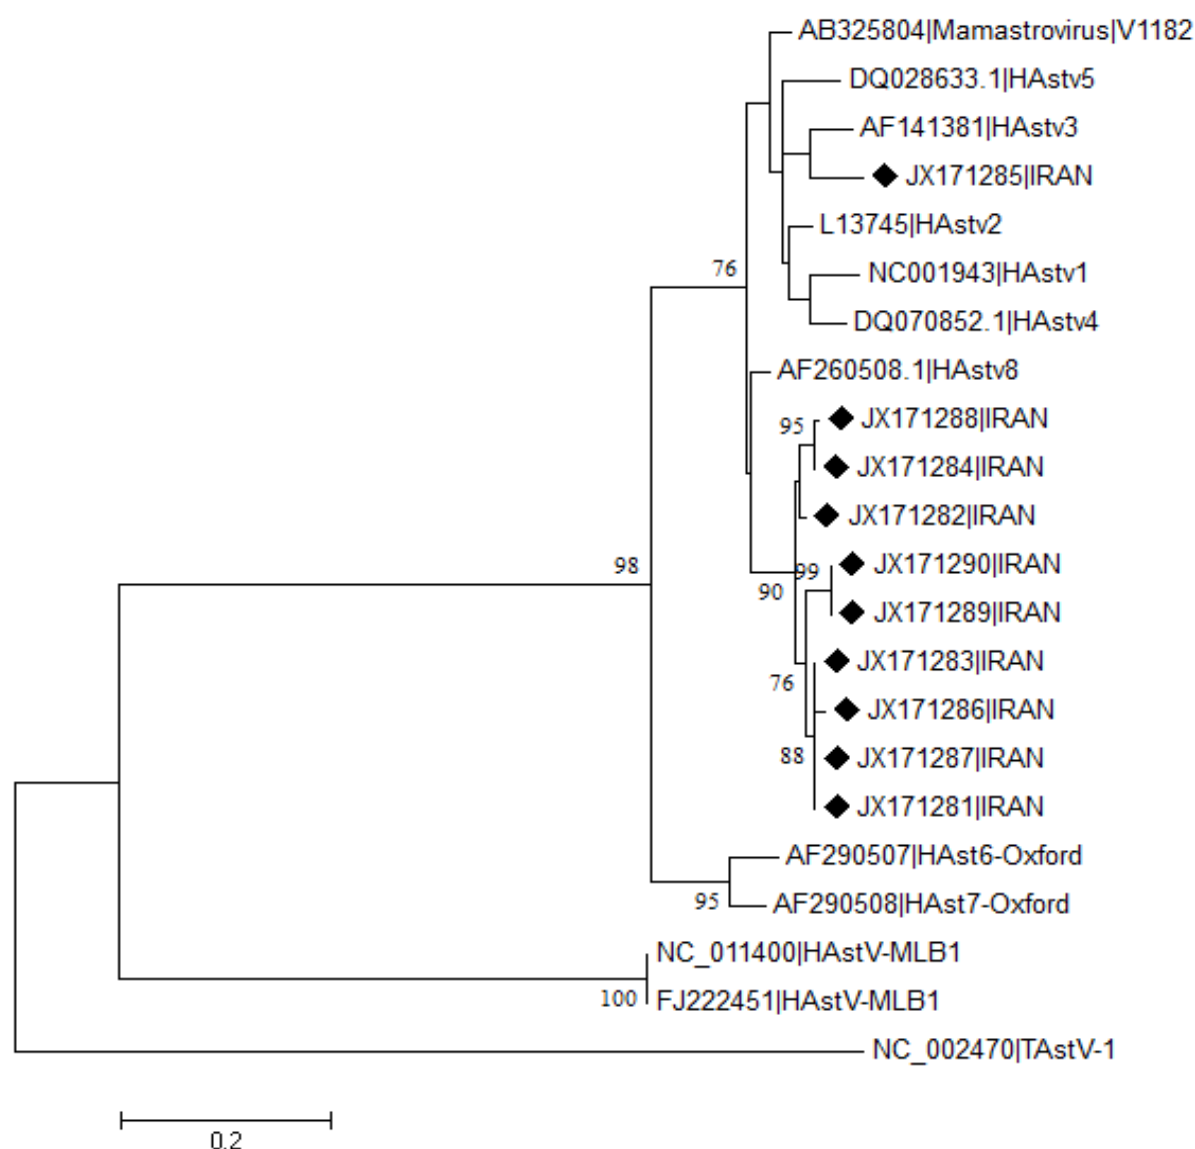 AB325804|Mamastrovirus|V1182
DQ028633.1|HAstv5
AF141381|HAstv3
JX171285|IRAN
L13745|HAstv2
76
NC001943|HAstv1
DQ070852.1|HAstv4
AF260508.1|HAstv8
95
JX171288|IRAN
JX171284|IRAN
JX171282|IRAN
98
99
JX171290|IRAN
90
JX171289|IRAN
JX171283|IRAN
76
JX171286|IRAN
88
JX171287|IRAN
JX171281|IRAN
AF290507|HAst6-Oxford
95
AF290508|HAst7-Oxford
NC_011400|HAstV-MLB1
100
FJ222451|HAstV-MLB1
NC_002470|TAstV-1
0.2